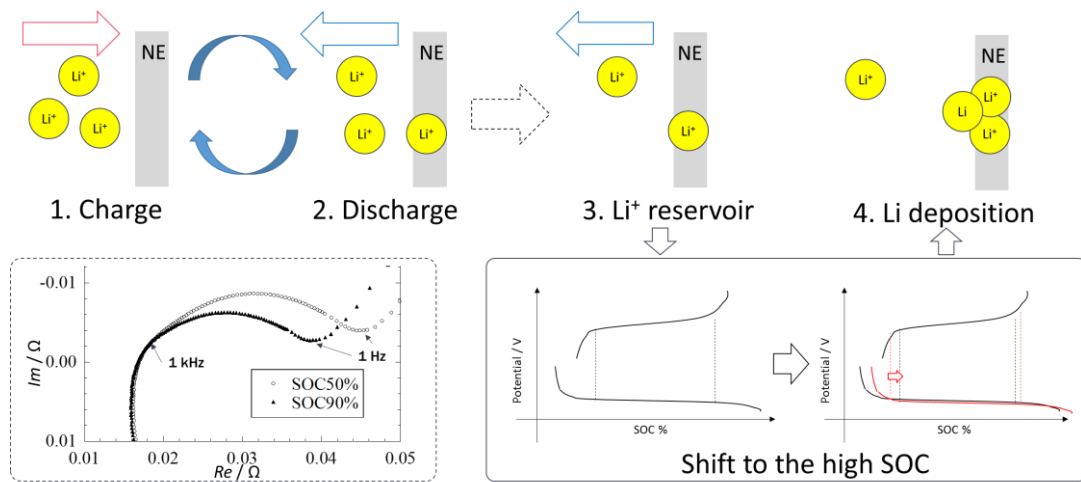 NE
Li⁺
Li⁺
Li⁺
1. Charge
NE
Li⁺
Li⁺
Li⁺
2. Discharge
NE
Li⁺
Li⁺
3. Li⁺ reservoir
NE
Li⁺
Li⁺
Li
Li⁺
4. Li deposition
-0.01
0.00
0.01
Im / Ω
1 kHz
1 Hz
SOC50%
SOC90%
0.01 0.02 0.03 0.04 0.05
Re / Ω
Potential / V
SOC %
Potential / V
SOC %
Shift to the high SOC